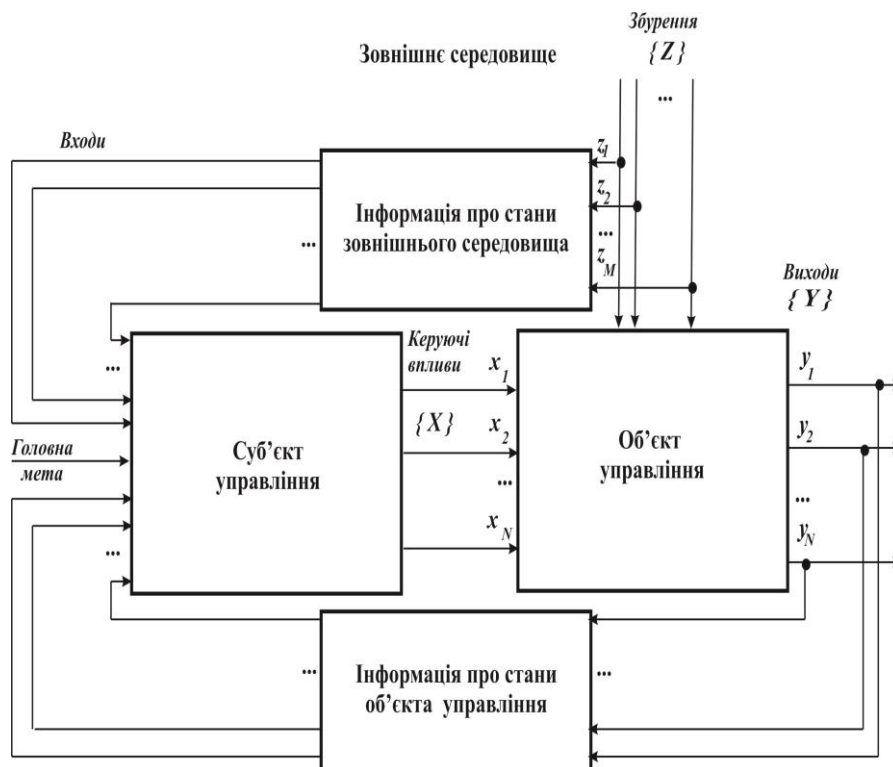 Збурення
Зовнішнє середовище
{Z}
...
Входи
z1
Інформація про стани
зовнішнього середовища
z2
...
...
zM
Виходи
{Y}
Керуючі
впливи
...
x1
y1
{X}
x2
y2
Головна
мета
Суб’єкт
управління
Об’єкт
управління
...
...
xN
yN
...
Інформація про стани
об’єкта управління
...
...